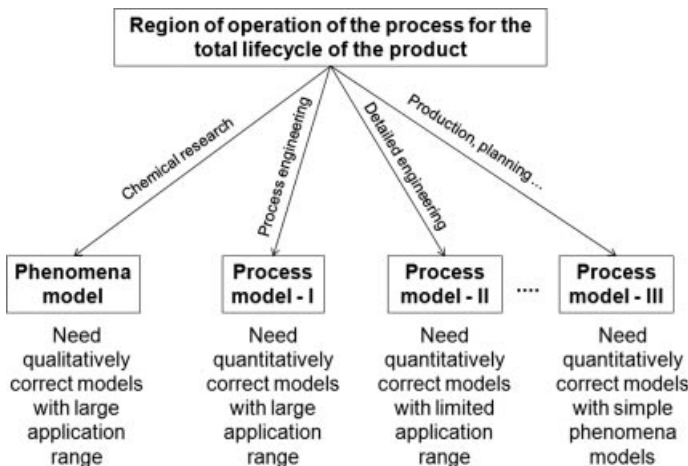 Region of operation of the process for the
total lifecycle of the product
Chemical research
Process engineering
Detailed engineering
Production, planning...
Phenomena
model
Process
model - I
Process
model - II
....
Process
model - III
Need
qualitatively
correct models
with large
application
range
Need
quantitatively
correct models
with large
application
range
Need
quantitatively
correct models
with limited
application
range
Need
quantitatively
correct models
with simple
phenomena
models